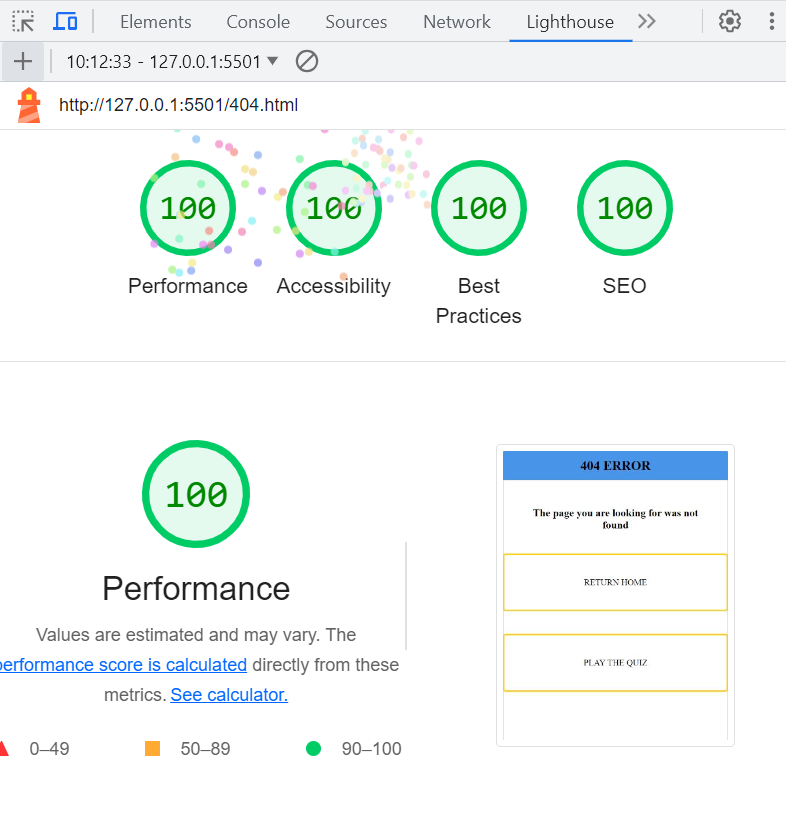 Elements Console Sources Network Lighthouse
10:12:33 - 127.0.0.1:5501
http://127.0.0.1:5501/404.html
100 100 100 100
Performance Accessibility Best Practices SEO
100
Performance
Values are estimated and may vary. The
performance score is calculated directly from these
metrics. See calculator.
0–49 50–89 90–100
404 ERROR
The page you are looking for was not
found
RETURN HOME
PLAY THE QUIZ